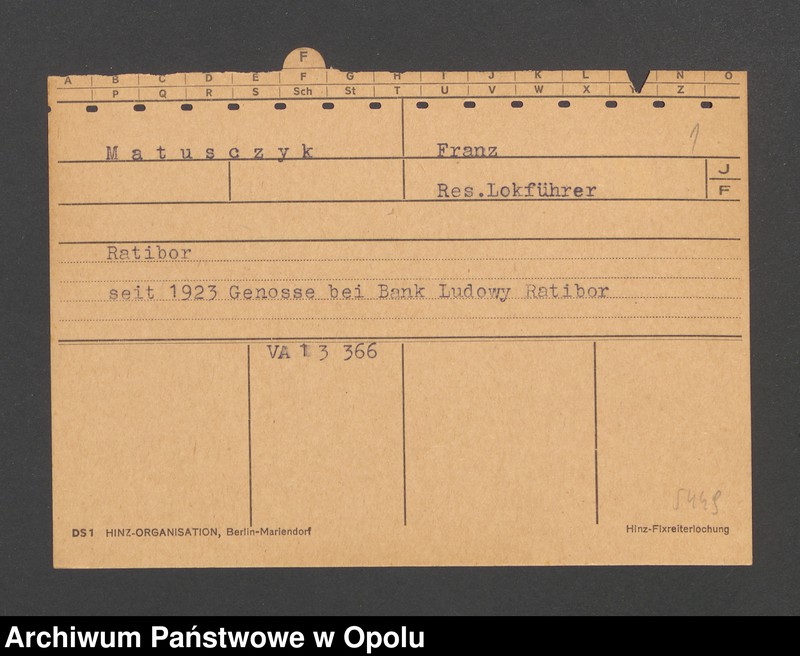 F
A B C D E F G H I J K L N O
P Q R S Sch St T U V W X Y Z
1
Matusczyk Franz
Res.Lokführer
J
F
Ratibor
seit 1923 Genosse bei Bank Ludowy Ratibor
VA 13 366
5449
DS1 HINZ-ORGANISATION, Berlin-Mariendorf Hinz-Fixreiterlochung
Archiwum Państwowe w Opolu